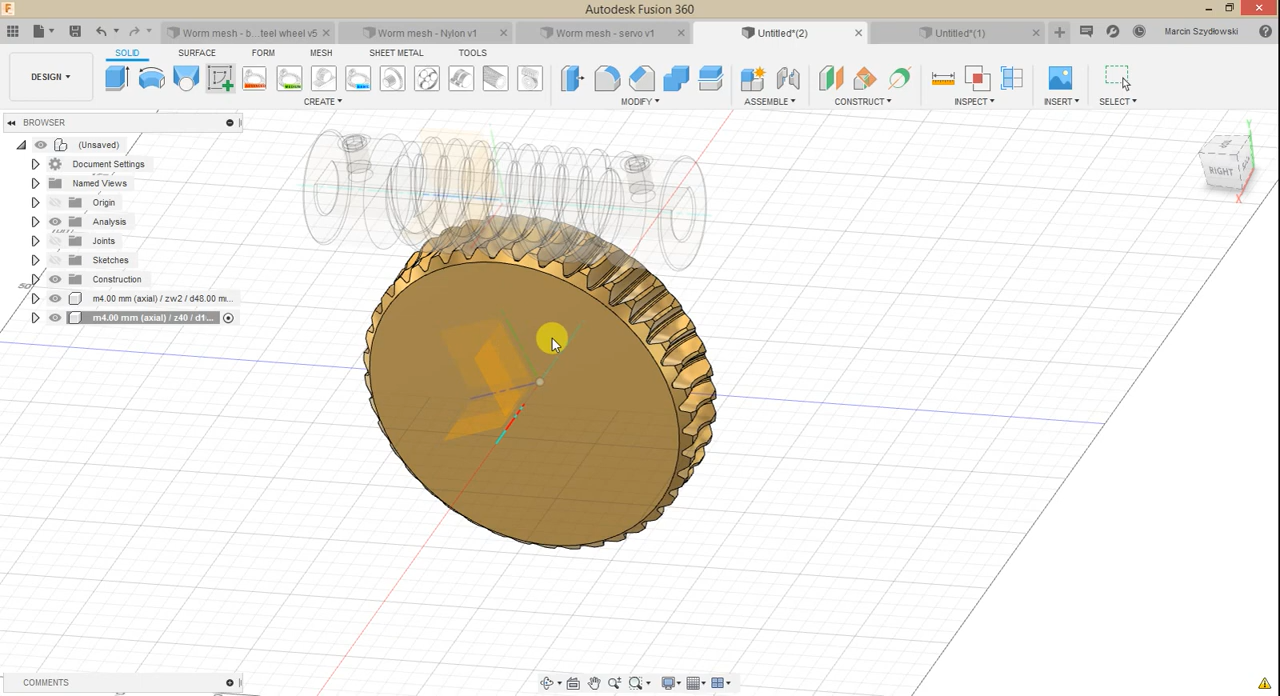 Autodesk Fusion 360
Worm mesh - b...teel wheel v5
Worm mesh - Nylon v1
Worm mesh - servo v1
Untitled*(2)
Untitled*(1)
Marcin Szydłowski
SOLID
SURFACE
FORM
MESH
SHEET METAL
TOOLS
DESIGN
CREATE
MODIFY
ASSEMBLE
CONSTRUCT
INSPECT
INSERT
SELECT
BROWSER
(Unsaved)
Document Settings
Named Views
Origin
Analysis
Joints
Sketches
Construction
m4.00 mm (axial) / zw2 / d48.00 m...
m4.00 mm (axial) / z40 / d1...
RIGHT
Y
X
COMMENTS